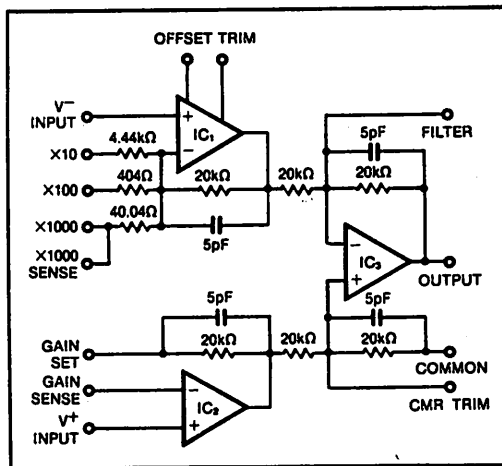 OFFSET TRIM
V⁻
INPUT
IC₁
+
−
×10
4.44kΩ
×100
404Ω
×1000
40.04Ω
×1000
SENSE
20kΩ
5pF
20kΩ
FILTER
5pF
20kΩ
−
+
IC₃
OUTPUT
5pF
20kΩ
COMMON
CMR TRIM
5pF
20kΩ
20kΩ
GAIN
SET
GAIN
SENSE
V⁺
INPUT
−
+
IC₂